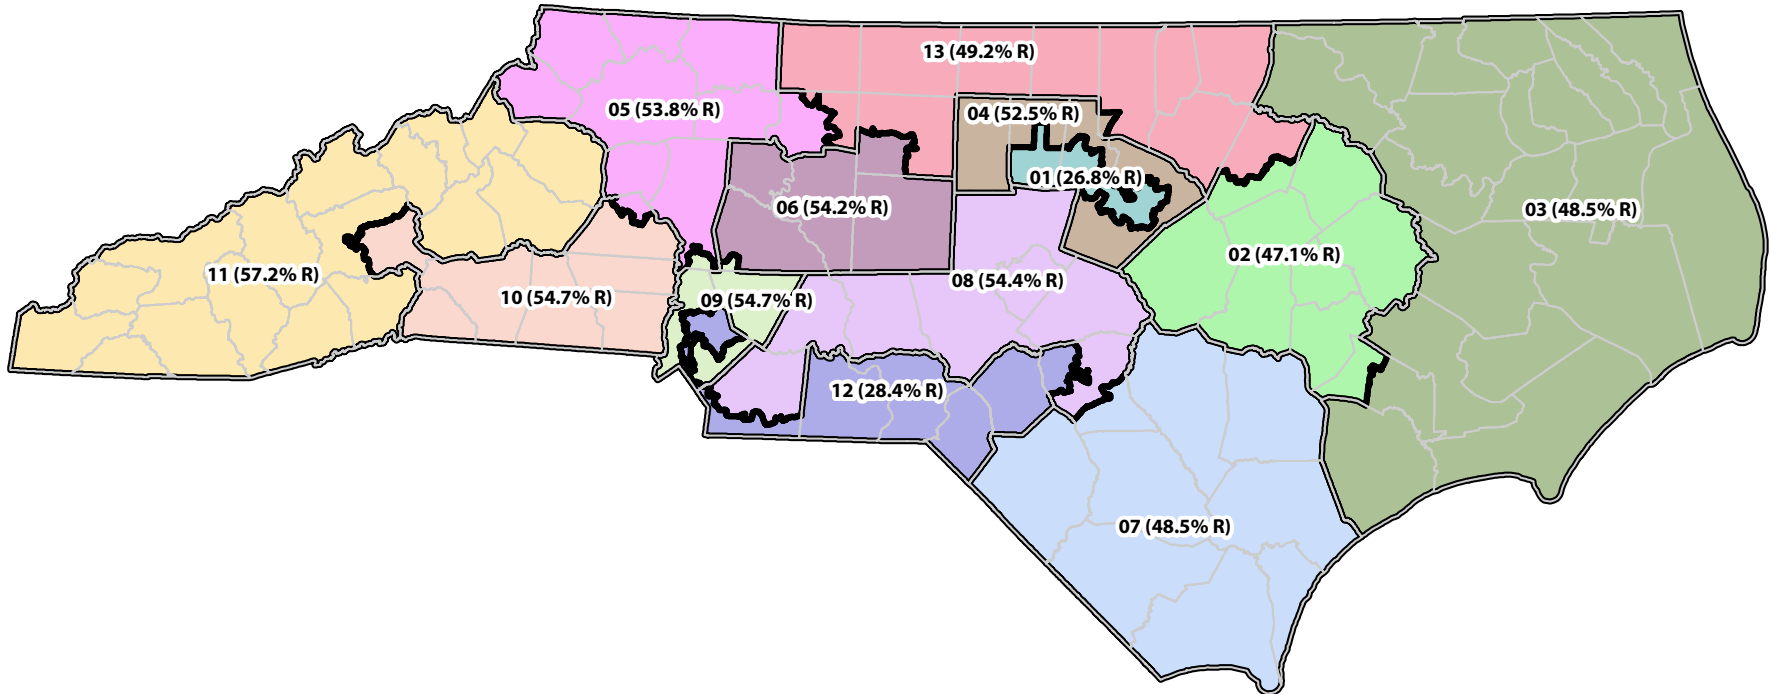 13 (49.2% R)
05 (53.8% R)
04 (52.5% R)
01 (26.8% R)
06 (54.2% R)
03 (48.5% R)
02 (47.1% R)
11 (57.2% R)
08 (54.4% R)
10 (54.7% R)
09 (54.7% R)
12 (28.4% R)
07 (48.5% R)